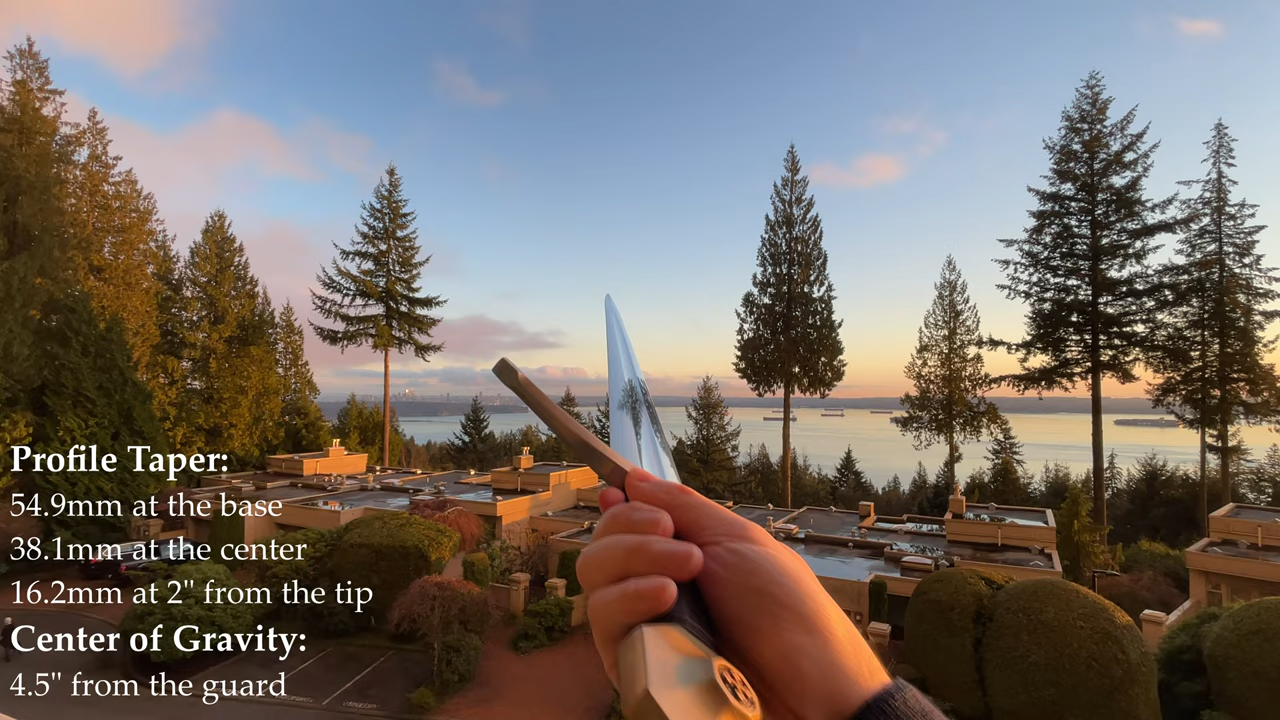 Profile Taper:
54.9mm at the base
38.1mm at the center
16.2mm at 2" from the tip
Center of Gravity:
4.5" from the guard